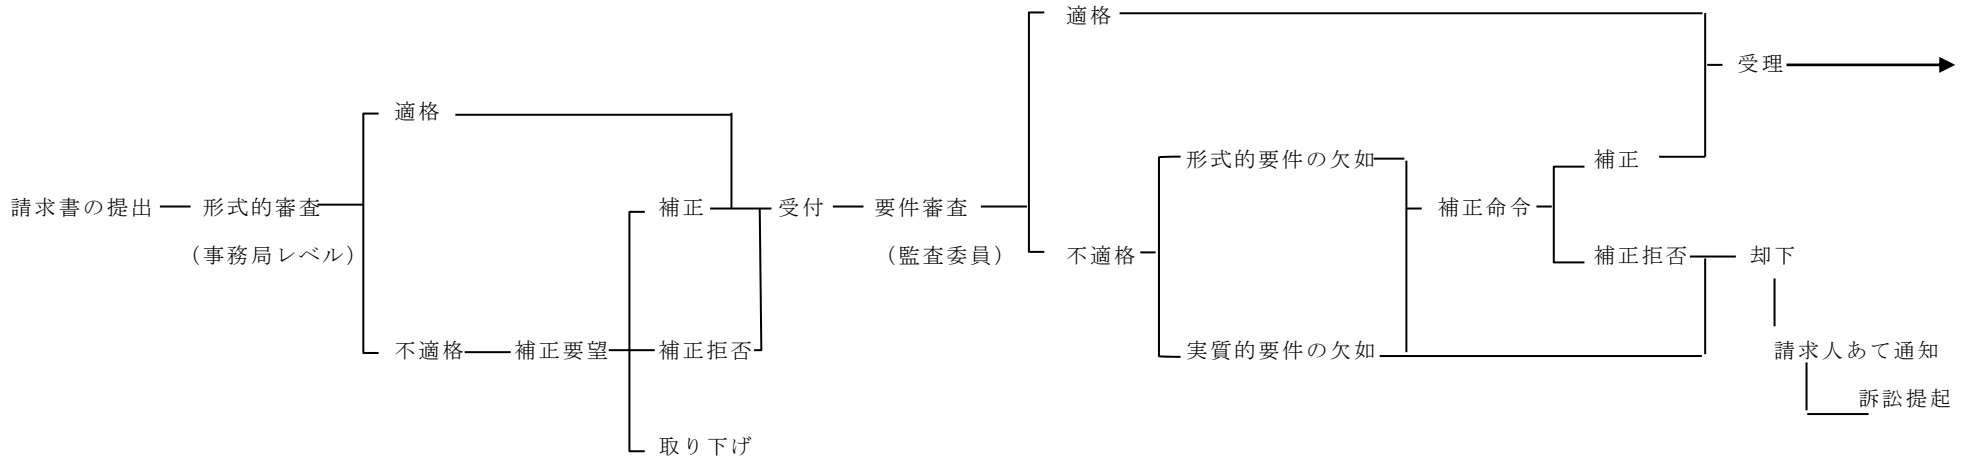 適格
受理
適格
形式的要件の欠如
補正
請求書の提出
形式的審査
補正
受付
要件審査
補正命令
（事務局レベル）
（監査委員）
不適格
補正拒否
却下
不適格
補正要望
補正拒否
実質的要件の欠如
請求人あて通知
訴訟提起
取り下げ